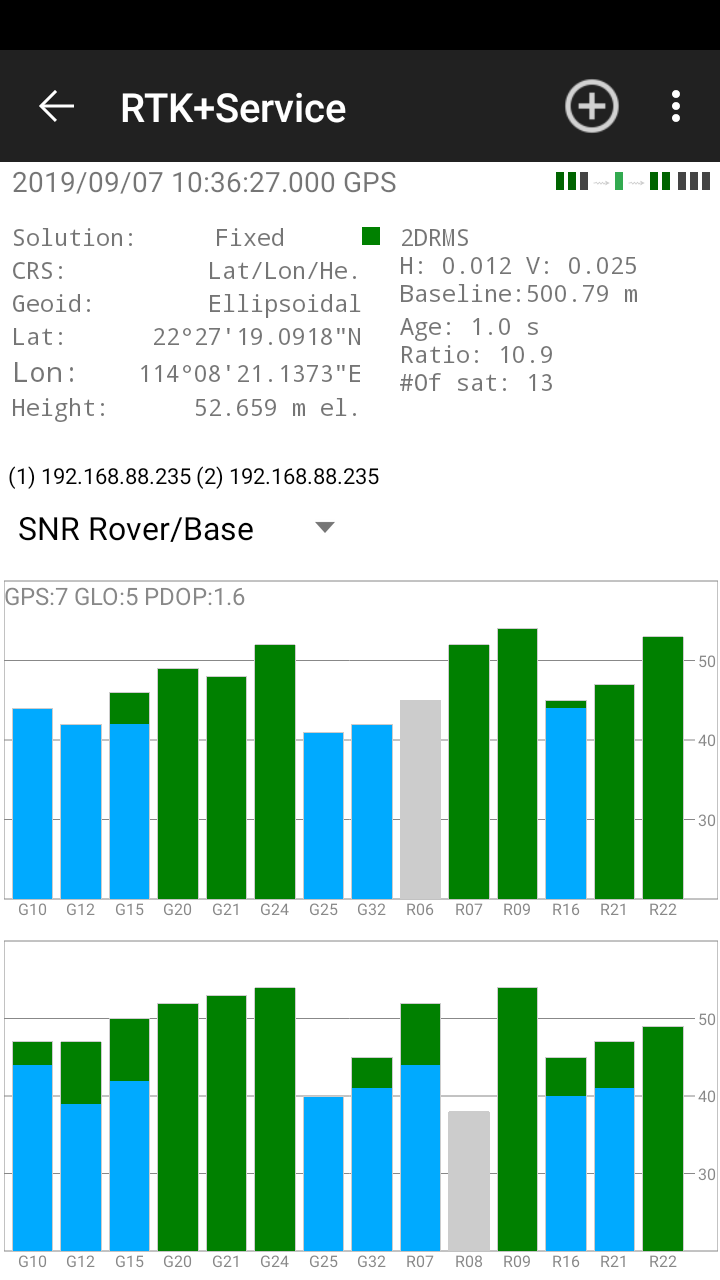 RTK+Service
2019/09/07 10:36:27.000 GPS
Solution: Fixed
CRS: Lat/Lon/He.
Geoid: Ellipsoidal
Lat: 22°27'19.0918"N
Lon: 114°08'21.1373"E
Height: 52.659 m el.
2DRMS
H: 0.012 V: 0.025
Baseline:500.79 m
Age: 1.0 s
Ratio: 10.9
#Of sat: 13
(1) 192.168.88.235 (2) 192.168.88.235
SNR Rover/Base
GPS:7 GLO:5 PDOP:1.6
50
40
30
G10 G12 G15 G20 G21 G24 G25 G32 R06 R07 R09 R16 R21 R22
50
40
30
G10 G12 G15 G20 G21 G24 G25 G32 R07 R08 R09 R16 R21 R22